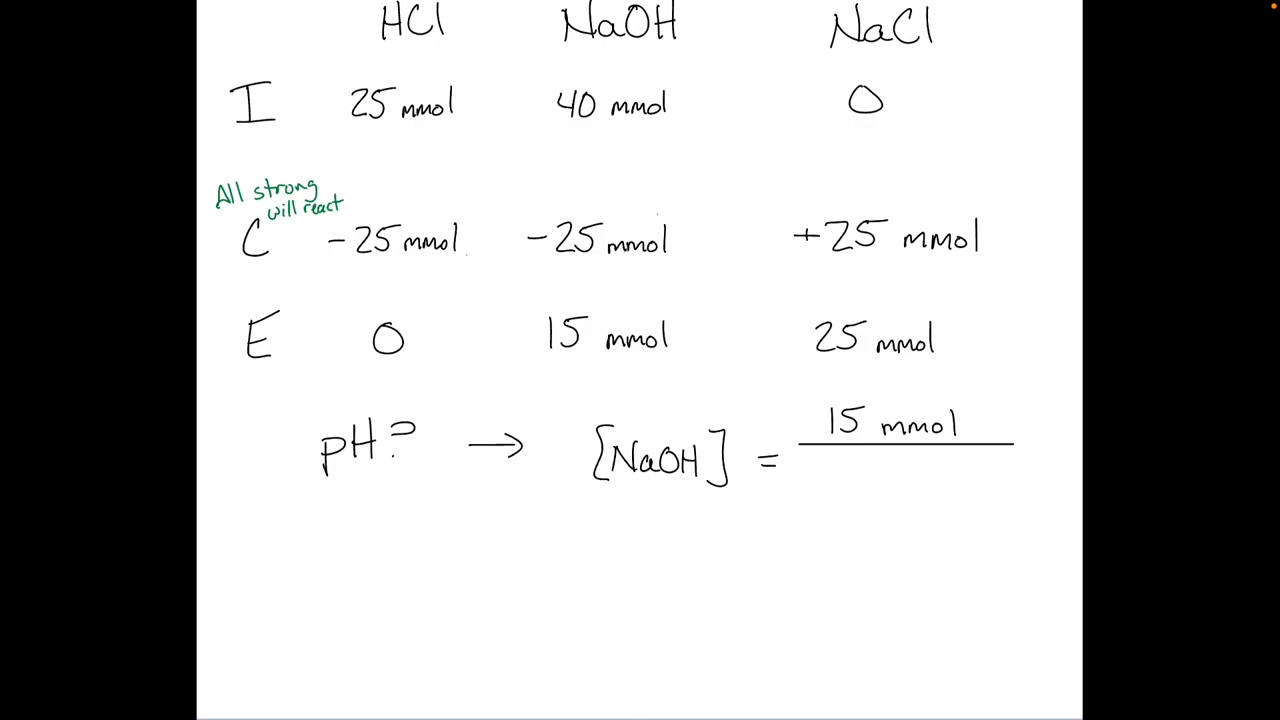 HCl NaOH NaCl
I 25 mmol 40 mmol 0
All strong
will react
C -25 mmol -25 mmol +25 mmol
E 0 15 mmol 25 mmol
pH? → [NaOH] = 15 mmol